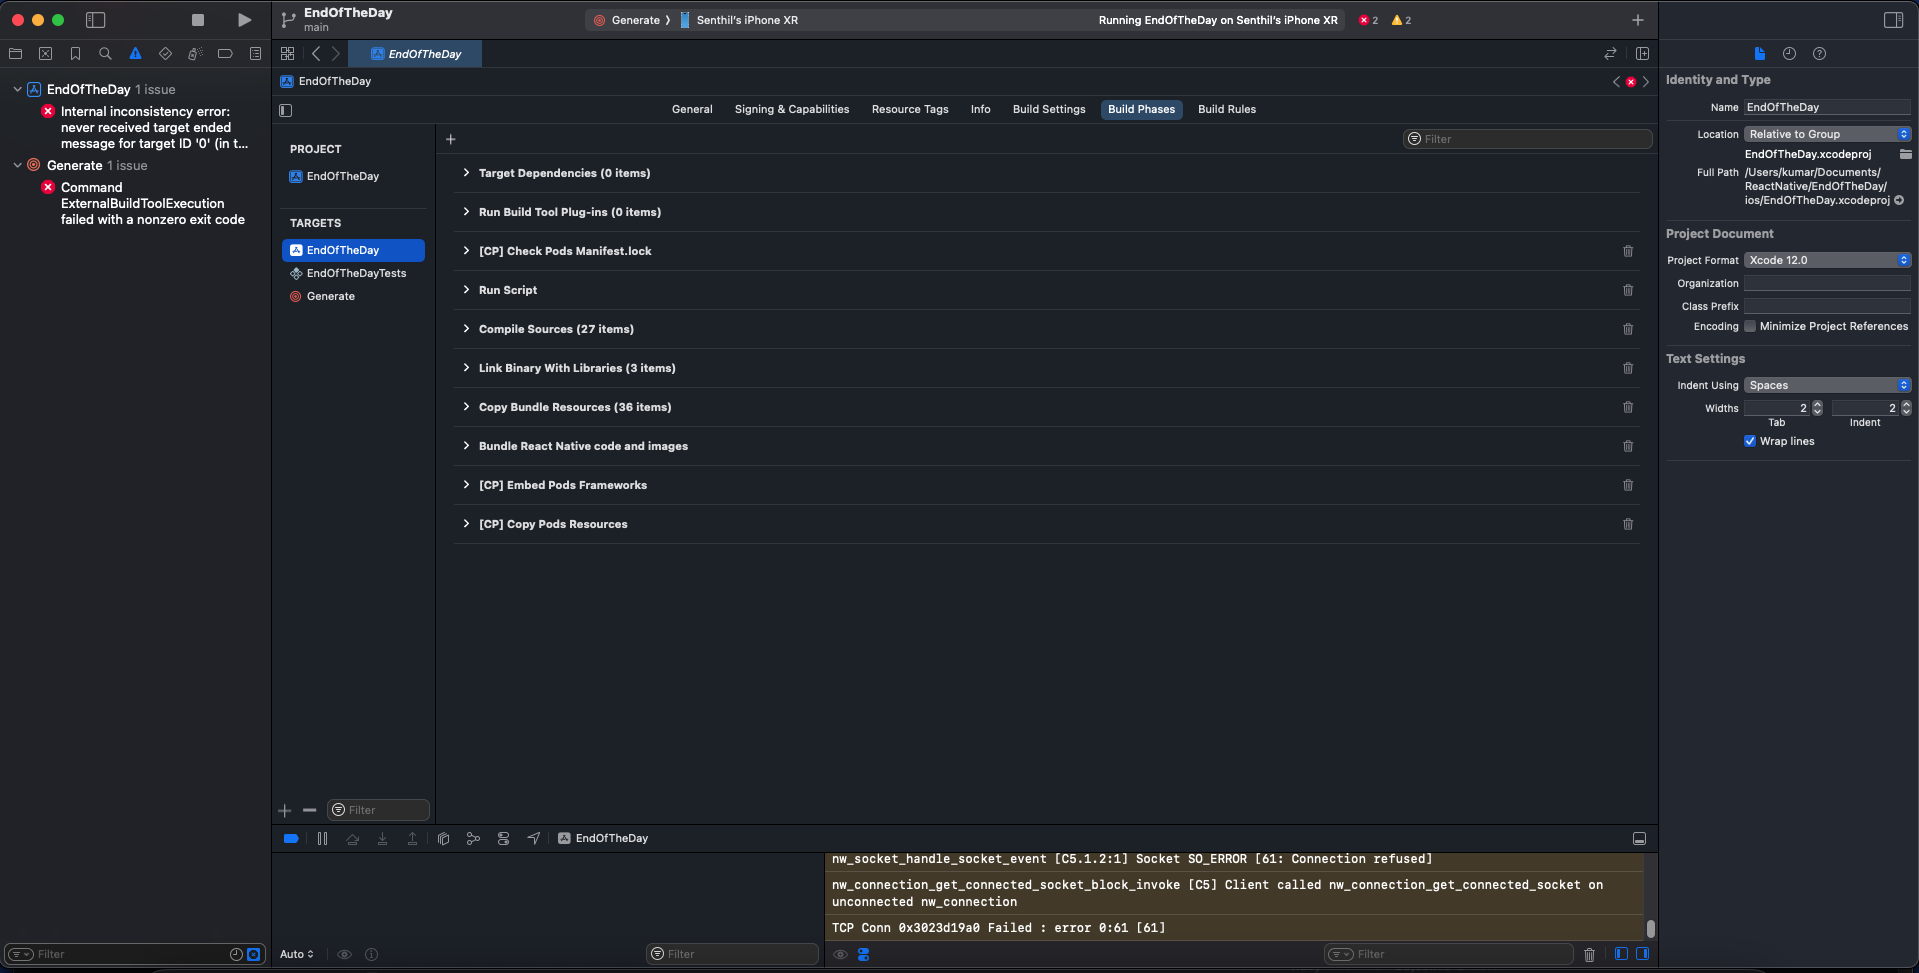 EndOfTheDay
main
Generate
Senthil's iPhone XR
Running EndOfTheDay on Senthil's iPhone XR
2
2
EndOfTheDay
EndOfTheDay 1 issue
Internal inconsistency error:
never received target ended
message for target ID '0' (in t...
Generate 1 issue
Command
ExternalBuildToolExecution
failed with a nonzero exit code
Filter
EndOfTheDay
General
Signing & Capabilities
Resource Tags
Info
Build Settings
Build Phases
Build Rules
PROJECT
EndOfTheDay
TARGETS
EndOfTheDay
EndOfTheDayTests
Generate
Filter
Filter
Target Dependencies (0 items)
Run Build Tool Plug-ins (0 items)
[CP] Check Pods Manifest.lock
Run Script
Compile Sources (27 items)
Link Binary With Libraries (3 items)
Copy Bundle Resources (36 items)
Bundle React Native code and images
[CP] Embed Pods Frameworks
[CP] Copy Pods Resources
EndOfTheDay
nw_socket_handle_socket_event [C5.1.2:1] Socket SO_ERROR [61: Connection refused]
nw_connection_get_connected_socket_block_invoke [C5] Client called nw_connection_get_connected_socket on
unconnected nw_connection
TCP Conn 0x3023d19a0 Failed : error 0:61 [61]
Auto
Filter
Filter
Identity and Type
Name EndOfTheDay
Location Relative to Group
EndOfTheDay.xcodeproj
Full Path /Users/kumar/Documents/
ReactNative/EndOfTheDay/
ios/EndOfTheDay.xcodeproj
Project Document
Project Format Xcode 12.0
Organization
Class Prefix
Encoding Minimize Project References
Text Settings
Indent Using Spaces
Widths 2 2
Tab Indent
Wrap lines